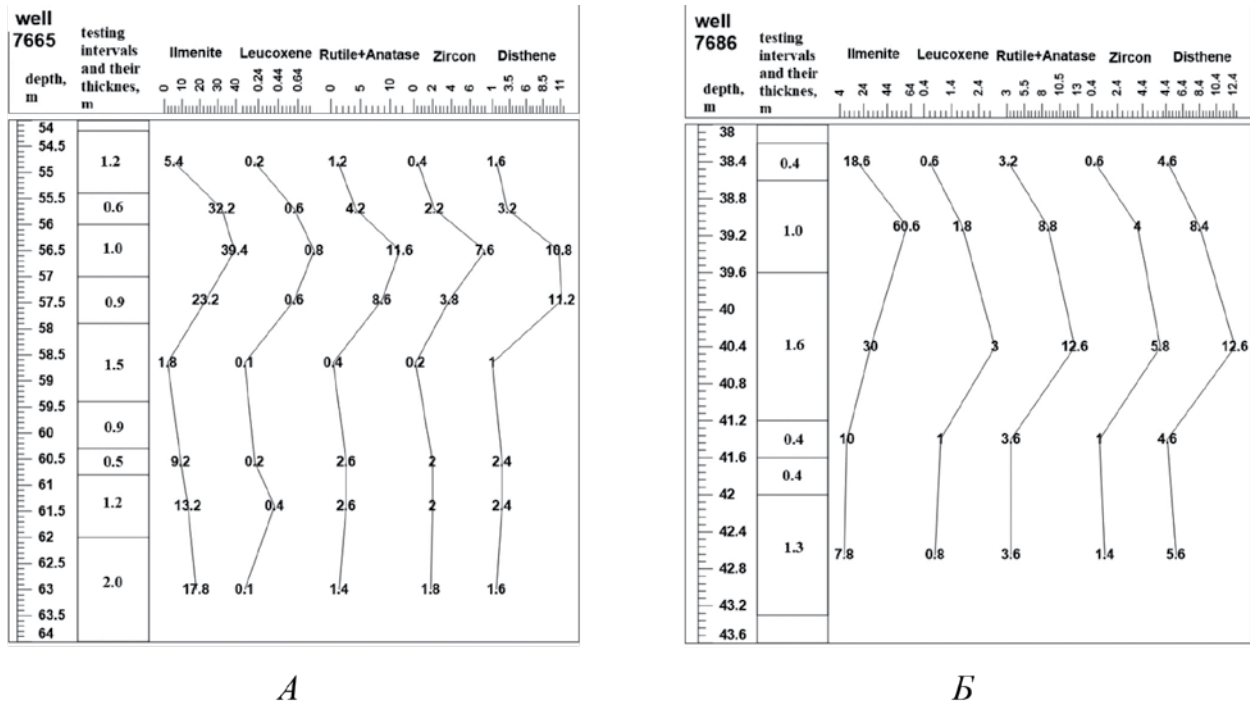 well
7665
depth,
m
testing
intervals
and their
thicknes,
m
Ilmenite Leucoxene Rutile+Anatase Zircon Disthene
0 10 20 30 40 0.24 0.44 0.64 0 5 10 0 2 4 6 1 3.5 6 8.5 11
54
54.5
1.2 5.4 0.2 1.2 0.4 1.6
55
55.5
0.6 32.2 0.6 4.2 2.2 3.2
56
56.5 1.0 39.4 0.8 11.6 7.6 10.8
57
57.5 0.9 23.2 0.6 8.6 3.8 11.2
58
58.5 1.5 1.8 0.1 0.4 0.2 1
59
59.5
0.9
60
60.5 0.5 9.2 0.2 2.6 2 2.4
61
61.5 1.2 13.2 0.4 2.6 2 2.4
62
62.5
2.0
63 17.8 0.1 1.4 1.8 1.6
63.5
64
А
well
7686
depth,
m
testing
intervals
and their
thicknes,
m
Ilmenite Leucoxene Rutile+Anatase Zircon Disthene
4 24 44 64 0.4 1.4 2.4 3 5.5 8 10.5 13 0.4 2.4 4.4 4.4 6.4 8.4 10.4 12.4
38
38.4 0.4 18.6 0.6 3.2 0.6 4.6
38.8
39.2 1.0 60.6 1.8 8.8 4 8.4
39.6
40
40.4 1.6 30 3 12.6 5.8 12.6
40.8
41.2
0.4 10 1 3.6 1 4.6
41.6
0.4
42
42.4
1.3 7.8 0.8 3.6 1.4 5.6
42.8
43.2
43.6
Б